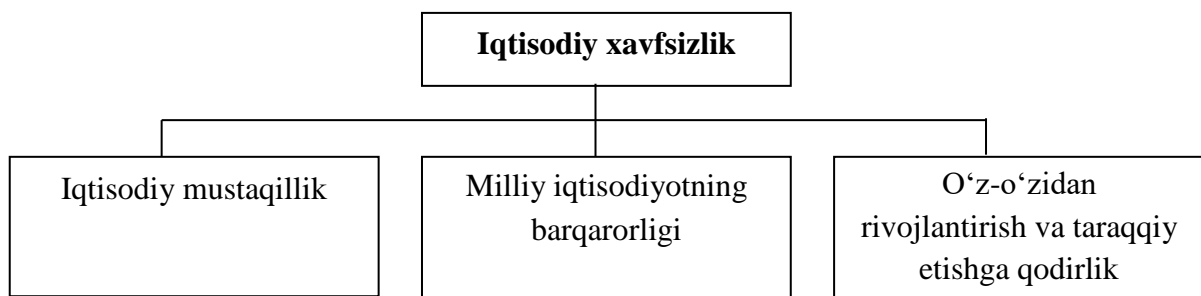 Iqtisodiy xavfsizlik
Iqtisodiy mustaqillik
Milliy iqtisodiyotning
barqarorligi
O‘z-o‘zidan
rivojlantirish va taraqqiy
etishga qodirlik